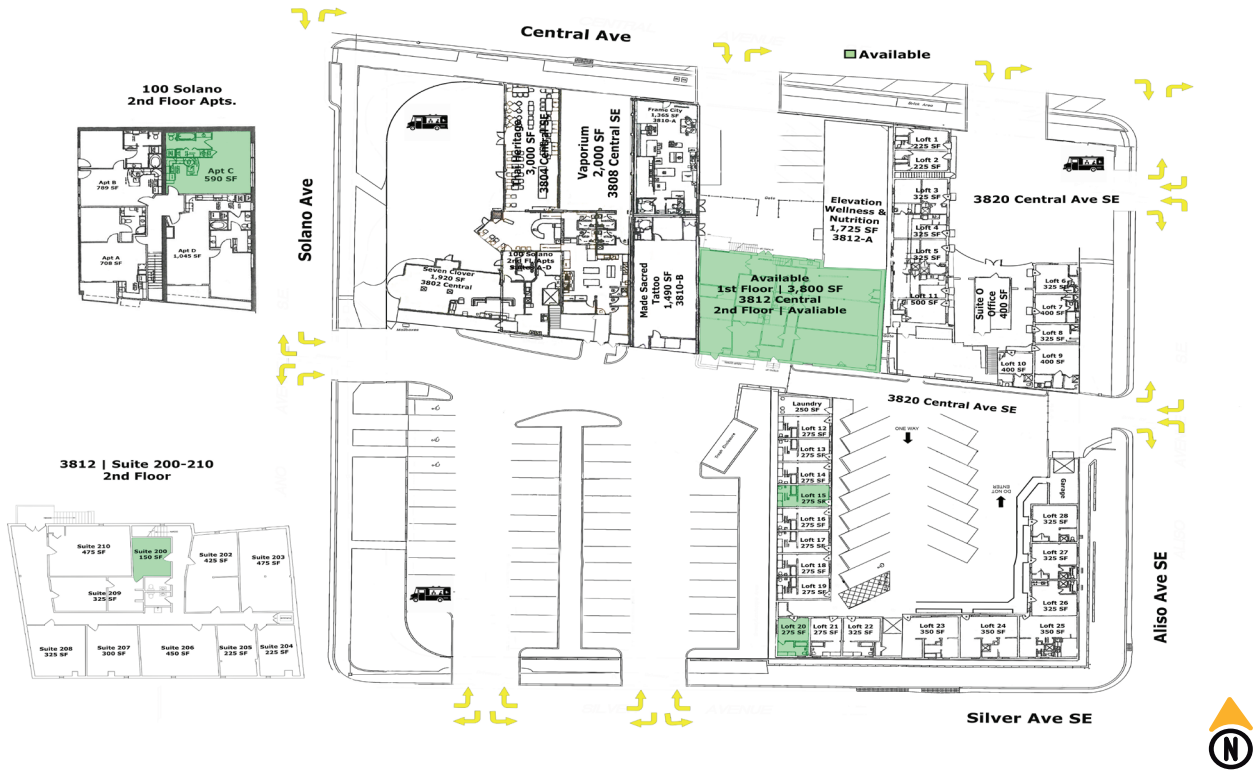 Central Ave
Available
100 Solano
2nd Floor Apts.
Apt B
789 SF
Apt C
590 SF
Apt A
708 SF
Apt D
1,045 SF
Solano Ave
Thai Heritage
3,000 SF
3804 Central SE
Vaporium
2,000 SF
3808 Central SE
Frame City
1,365 SF
3810-A
100 Solano
2nd Fl. Apts
Seven Clover
1,920 SF
3802 Central
Made Sacred
Tattoo
1,490 SF
3810-B
Elevation
Wellness &
Nutrition
1,725 SF
3812-A
Available
1st Floor | 3,800 SF
3812 Central
2nd Floor | Avaliable
Loft 1
225 SF
Loft 2
225 SF
Loft 3
325 SF
Loft 4
325 SF
Loft 5
325 SF
Loft 11
500 SF
3820 Central Ave SE
Suite O
Office
400 SF
Loft 6
325 SF
Loft 7
400 SF
Loft 8
325 SF
Loft 9
400 SF
Loft 10
400 SF
3820 Central Ave SE
Laundry
250 SF
Loft 12
275 SF
Loft 13
275 SF
Loft 14
275 SF
Loft 15
275 SF
Loft 16
275 SF
Loft 17
275 SF
Loft 18
275 SF
Loft 19
275 SF
Loft 20
275 SF
Loft 21
275 SF
Loft 22
325 SF
Loft 23
350 SF
Loft 24
350 SF
Loft 25
350 SF
Loft 26
325 SF
Loft 27
325 SF
Loft 28
325 SF
Garage
ONE WAY
DO NOT
ENTER
3812 | Suite 200-210
2nd Floor
Suite 210
475 SF
Suite 200
150 SF
Suite 202
425 SF
Suite 203
475 SF
Suite 209
325 SF
Suite 208
325 SF
Suite 207
300 SF
Suite 206
450 SF
Suite 205
225 SF
Suite 204
225 SF
Aliso Ave SE
Silver Ave SE
N